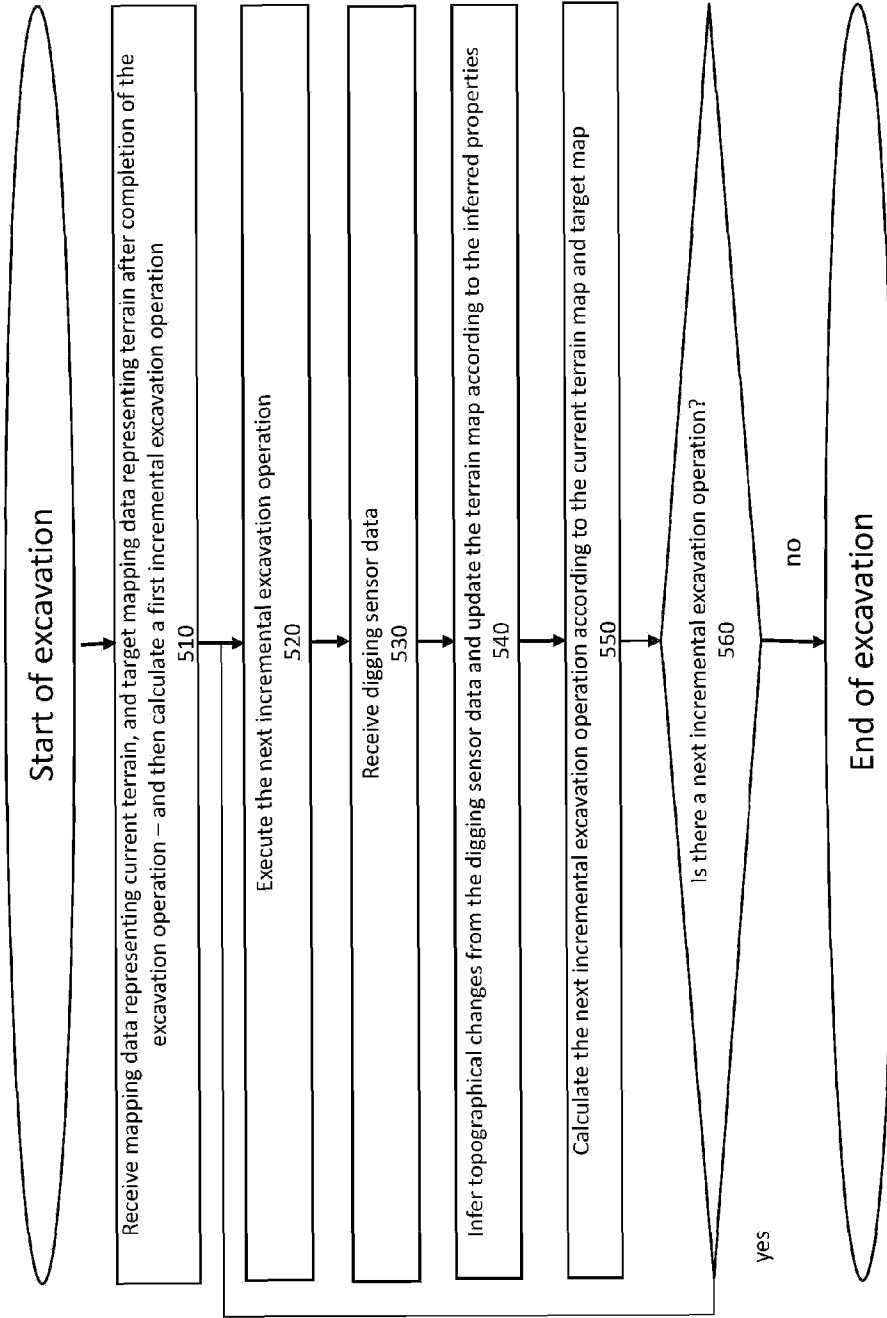 Start of excavation
Receive mapping data representing current terrain, and target mapping data representing terrain after completion of the
excavation operation – and then calculate a first incremental excavation operation
510
Execute the next incremental excavation operation
520
Receive digging sensor data
530
Infer topographical changes from the digging sensor data and update the terrain map according to the inferred properties
540
Calculate the next incremental excavation operation according to the current terrain map and target map
550
Is there a next incremental excavation operation?
560
yes
no
End of excavation